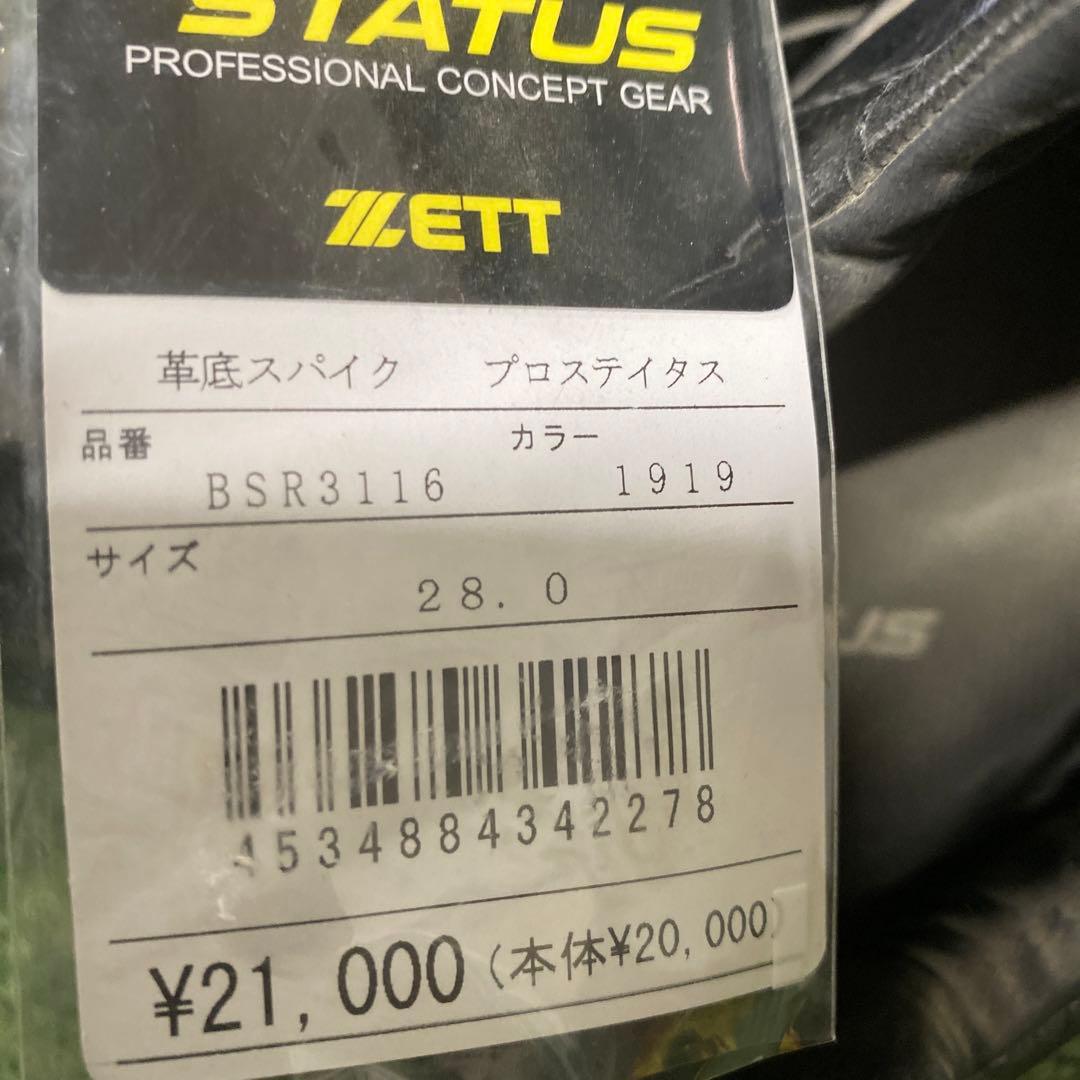 STATUS
PROFESSIONAL CONCEPT GEAR
ZETT
革底スパイク プロステイタス
品番 カラー
BSR3116 1919
サイズ
28.0
4534884342278
¥21,000(本体¥20,000)
US